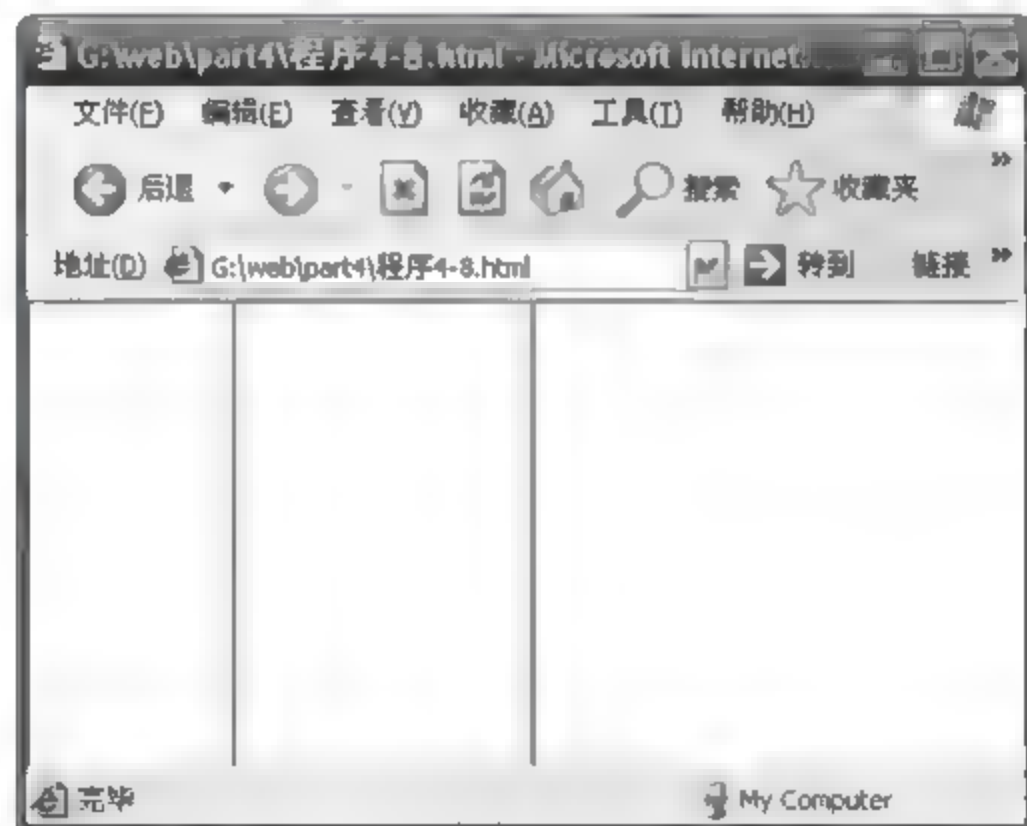 G:\web\part4\程序4-8.html - Microsoft Internet
文件(F) 编辑(E) 查看(V) 收藏(A) 工具(T) 帮助(H)
后退 搜索 收藏夹 »
地址(D) G:\web\part4\程序4-8.html 转到 链接 »
完毕 My Computer